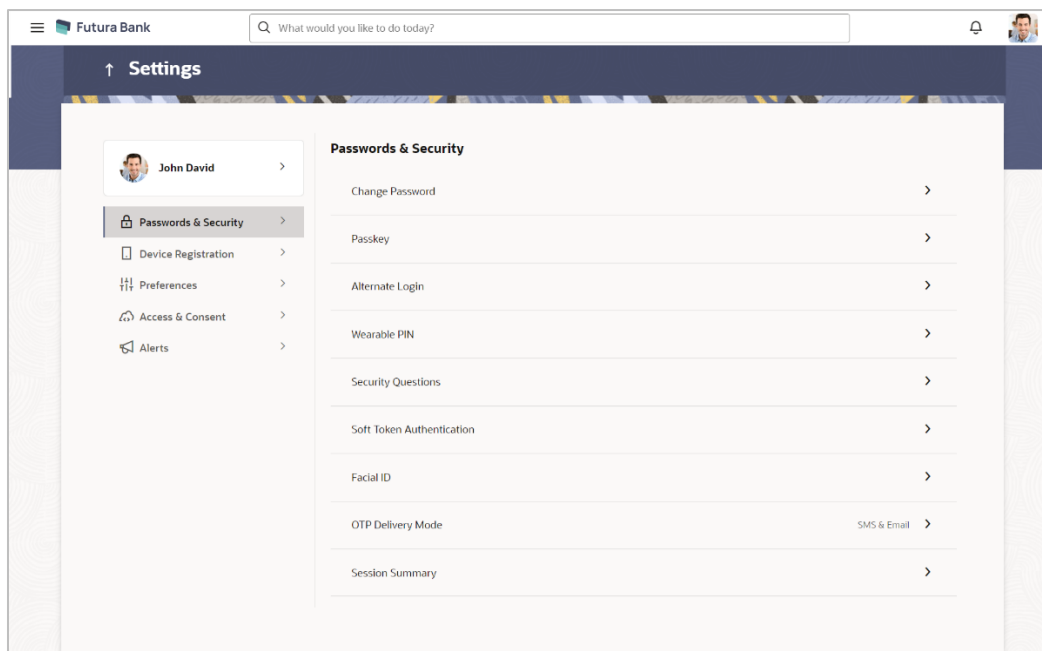 Futura Bank
What would you like to do today?
Settings
John David
Passwords & Security
Device Registration
Preferences
Access & Consent
Alerts
Passwords & Security
Change Password
Passkey
Alternate Login
Wearable PIN
Security Questions
Soft Token Authentication
Facial ID
OTP Delivery Mode SMS & Email
Session Summary